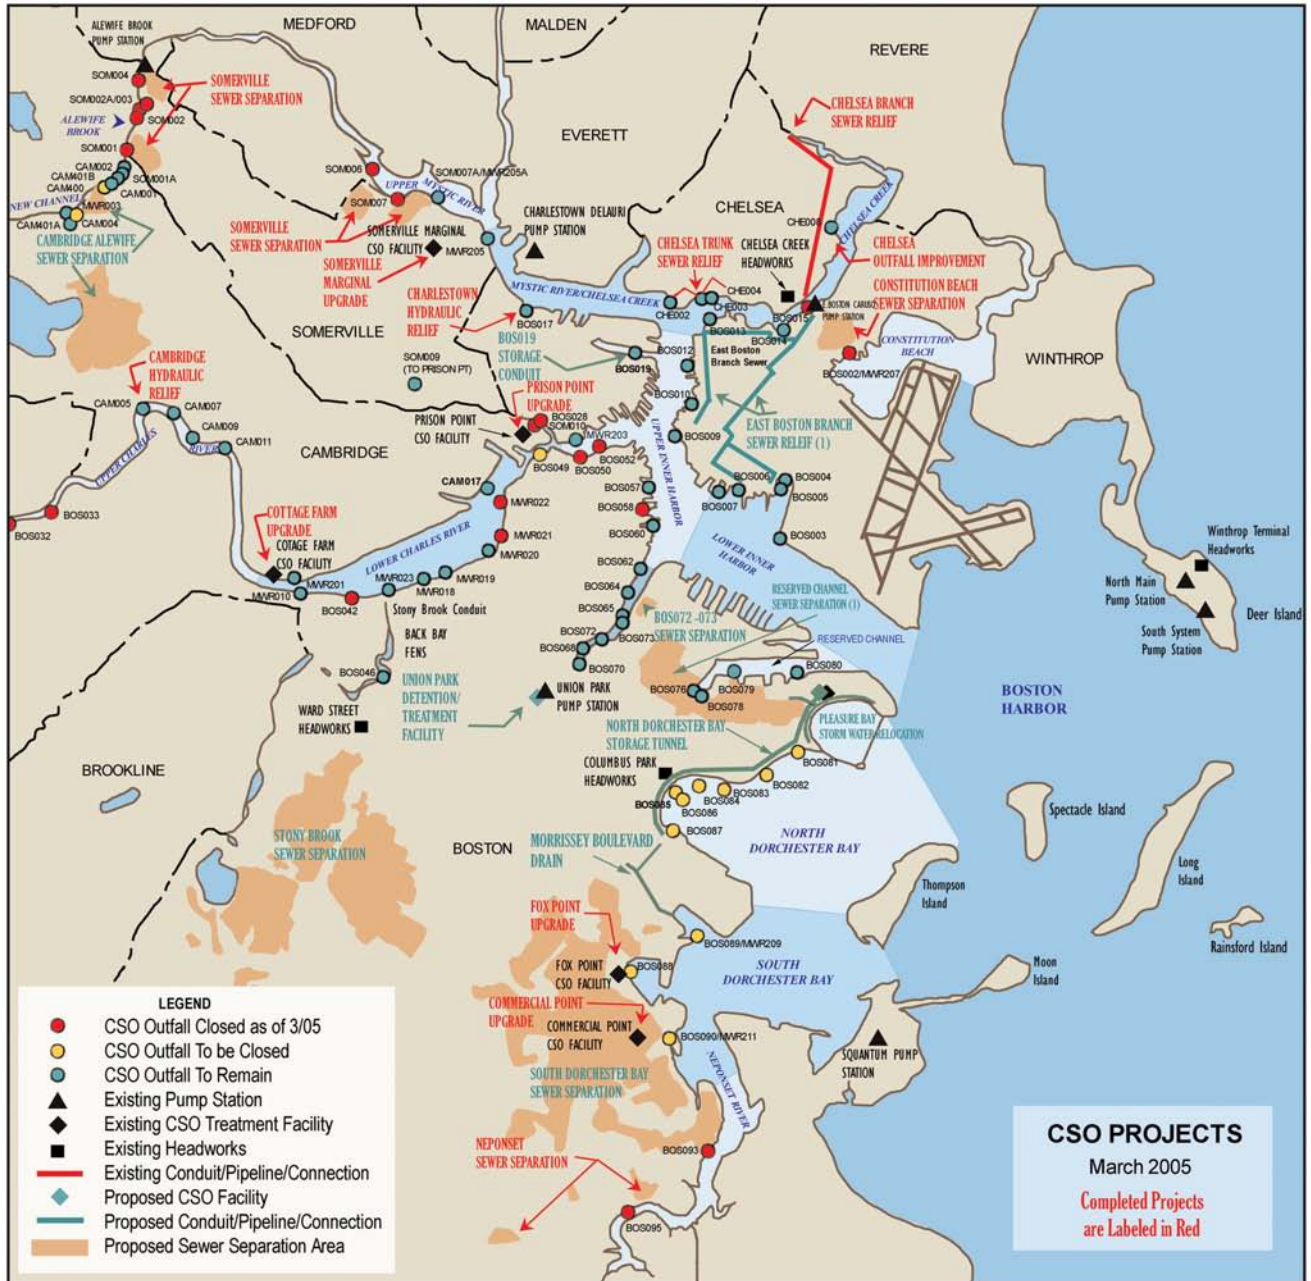 ALEWIFE BROOK
PUMP STATION
MEDFORD
MALDEN
REVERE
SOM004
SOMERVILLE
SEWER SEPARATION
SOM002A/003
ALEWIFE
BROOK
SOM002
CHELSEA BRANCH
SEWER RELIEF
EVERETT
SOM001
CAM002
CAM401B
CAM400
SOM001A
CAM001
SOM006
SOM007A/MWR205A
UPPER MYSTIC RIVER
SOM007
NEW CHANNEL
MWR003
CAM401A
CAM004
CHELSEA
CHELSEA CREEK
CHE008
CHARLESTOWN DELAURI
PUMP STATION
CAMBRIDGE ALEWIFE
SEWER SEPARATION
SOMERVILLE
SEWER SEPARATION
SOMERVILLE MARGINAL
CSO FACILITY
MWR205
CHELSEA TRUNK
SEWER RELIEF
CHELSEA CREEK
HEADWORKS
CHELSEA
OUTFALL IMPROVEMENT
SOMERVILLE
MARGINAL
UPGRADE
CONSTITUTION BEACH
SEWER SEPARATION
CHARLESTOWN
HYDRAULIC
RELIEF
MYSTIC RIVER/CHELSEA CREEK
CHE004
CHE003
CHE002
BOS013
BOS015
BOS014
PUMP STATION
BOS017
SOMERVILLE
BOS019
STORAGE
CONDUIT
CONSTITUTION
BEACH
BOS012
East Boston
Branch Sewer
BOS002/MWR207
WINTHROP
BOS019
SOM009
(TO PRISON PT)
CAMBRIDGE
HYDRAULIC
RELIEF
PRISON POINT
UPGRADE
BOS010
CAM005
CAM007
CAM009
CAM011
PRISON POINT
CSO FACILITY
BOS028
SOM010
MWR203
BOS052
BOS050
BOS049
BOS009
EAST BOSTON BRANCH
SEWER RELEIF (1)
UPPER CHARLES
RIVER
CAMBRIDGE
UPPER INNER HARBOR
CAM017
BOS057
BOS006
BOS004
BOS007
BOS005
MWR022
BOS058
BOS033
BOS032
COTTAGE FARM
UPGRADE
COTAGE FARM
CSO FACILITY
LOWER CHARLES RIVER
MWR021
MWR020
BOS060
BOS003
LOWER INNER
HARBOR
Winthrop Terminal
Headworks
MWR201
MWR010
BOS042
MWR023
MWR018
MWR019
BOS062
BOS064
BOS065
RESERVED CHANNEL
SEWER SEPARATION (1)
North Main
Pump Station
Deer Island
Stony Brook Conduit
BOS072 -073
SEWER SEPARATION
South System
Pump Station
BACK BAY
FENS
BOS072
BOS073
BOS068
BOS070
RESERVED CHANNEL
BOS046
BOS080
BOS079
BOS076
BOS078
UNION PARK
DETENTION/
TREATMENT
FACILITY
UNION PARK
PUMP STATION
WARD STREET
HEADWORKS
BOSTON
HARBOR
NORTH DORCHESTER BAY
STORAGE TUNNEL
PLEASURE BAY
STORM WATER RELOCATION
COLUMBUS PARK
HEADWORKS
BOS081
BOS082
BOS083
BOS084
BOS085
BOS086
BOS087
BROOKLINE
Spectacle Island
STONY BROOK
SEWER SEPARATION
BOSTON
MORRISSEY BOULEVARD
DRAIN
NORTH
DORCHESTER BAY
Long
Island
Thompson
Island
FOX POINT
UPGRADE
Rainsford Island
BOS089/MWR209
FOX POINT
CSO FACILITY
BOS088
SOUTH
DORCHESTER BAY
Moon
Island
COMMERCIAL POINT
UPGRADE
COMMERCIAL POINT
CSO FACILITY
BOS090/MWR211
SQUANTUM PUMP
STATION
SOUTH DORCHESTER BAY
SEWER SEPARATION
NEPONSET RIVER
NEPONSET
SEWER SEPARATION
BOS093
BOS095
LEGEND
CSO Outfall Closed as of 3/05
CSO Outfall To be Closed
CSO Outfall To Remain
Existing Pump Station
Existing CSO Treatment Facility
Existing Headworks
Existing Conduit/Pipeline/Connection
Proposed CSO Facility
Proposed Conduit/Pipeline/Connection
Proposed Sewer Separation Area
CSO PROJECTS
March 2005
Completed Projects
are Labeled in Red